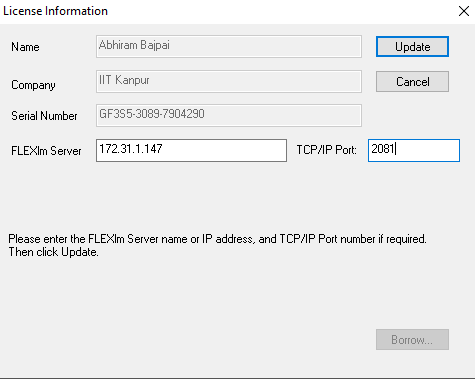 License Information
Name Abhiram Bajpai Update
Company IIT Kanpur Cancel
Serial Number GF3S5-3089-7904290
FLEXlm Server 172.31.1.147 TCP/IP Port: 2081
Please enter the FLEXlm Server name or IP address, and TCP/IP Port number if required.
Then click Update.
Borrow...